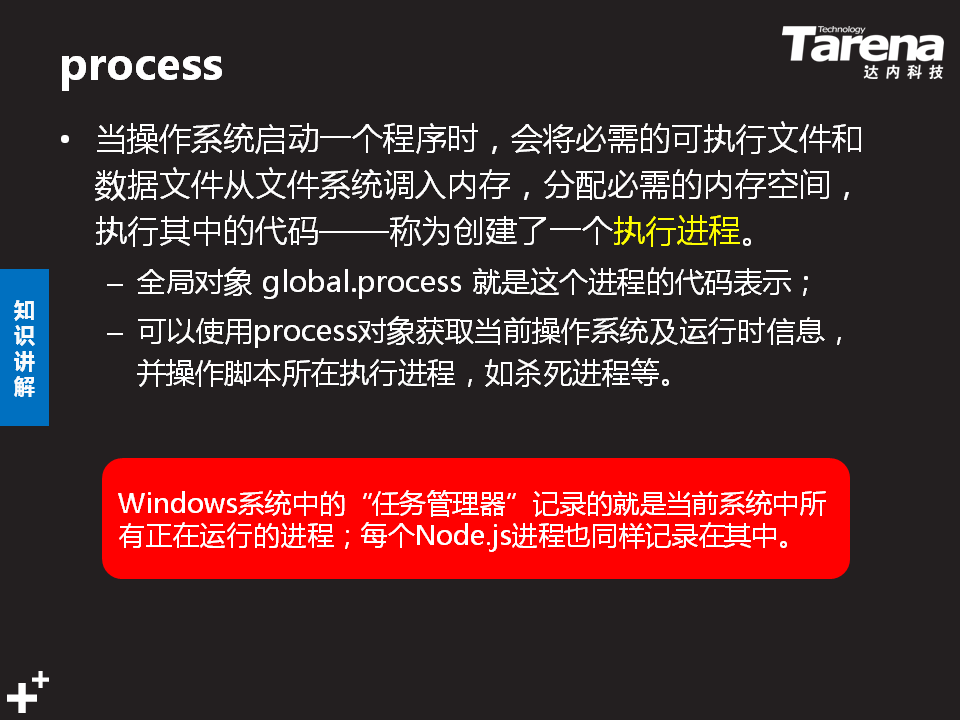 process
Technology
Tarena
达内科技
• 当操作系统启动一个程序时，会将必需的可执行文件和
数据文件从文件系统调入内存，分配必需的内存空间，
执行其中的代码——称为创建了一个执行进程。
– 全局对象 global.process 就是这个进程的代码表示；
– 可以使用process对象获取当前操作系统及运行时信息，
并操作脚本所在执行进程，如杀死进程等。
知
识
讲
解
Windows系统中的“任务管理器”记录的就是当前系统中所
有正在运行的进程；每个Node.js进程也同样记录在其中。